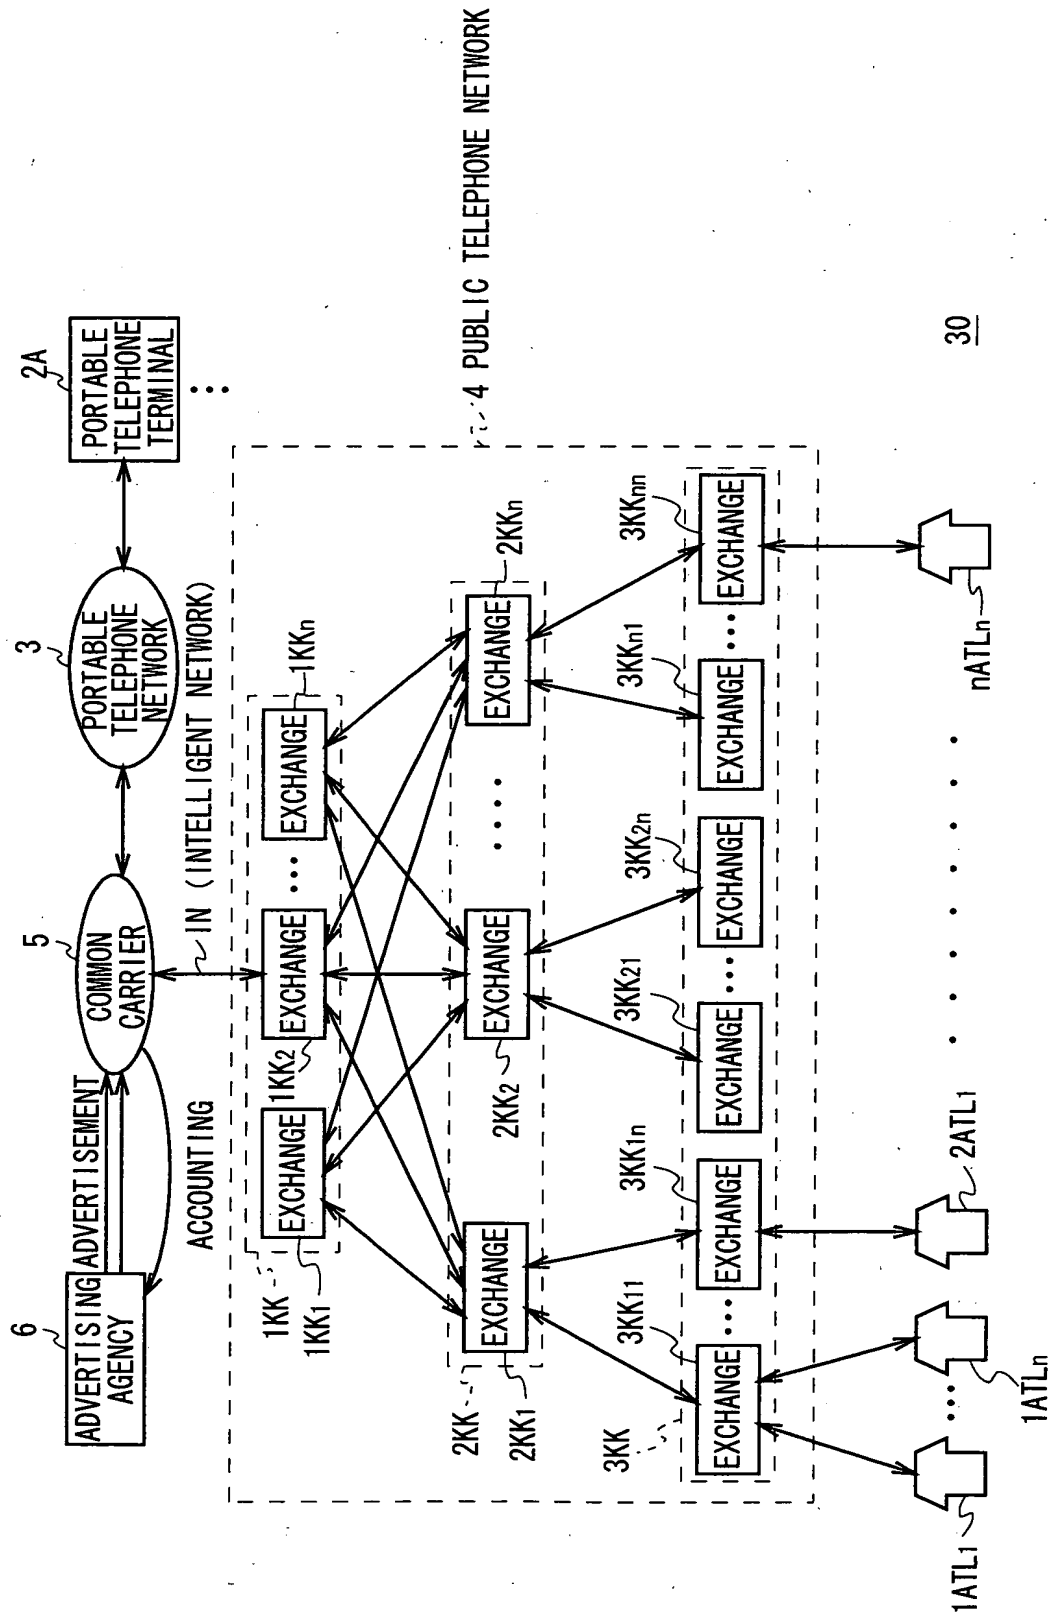 6
ADVERTISING
AGENCY
ADVERTISEMENT
ACCOUNTING
5
COMMON
CARRIER
3
PORTABLE
TELEPHONE
NETWORK
2A
PORTABLE
TELEPHONE
TERMINAL
IN (INTELLIGENT NETWORK)
4 PUBLIC TELEPHONE NETWORK
1KK
1KK1
EXCHANGE
1KK2
EXCHANGE
EXCHANGE
1KKn
2KK
2KK1
EXCHANGE
2KK2
EXCHANGE
EXCHANGE
2KKn
3KK
3KK11
EXCHANGE
3KK1n
EXCHANGE
3KK21
EXCHANGE
3KK2n
EXCHANGE
3KKn1
EXCHANGE
3KKnn
EXCHANGE
1ATL1
1ATLn
2ATL1
nATLn
30